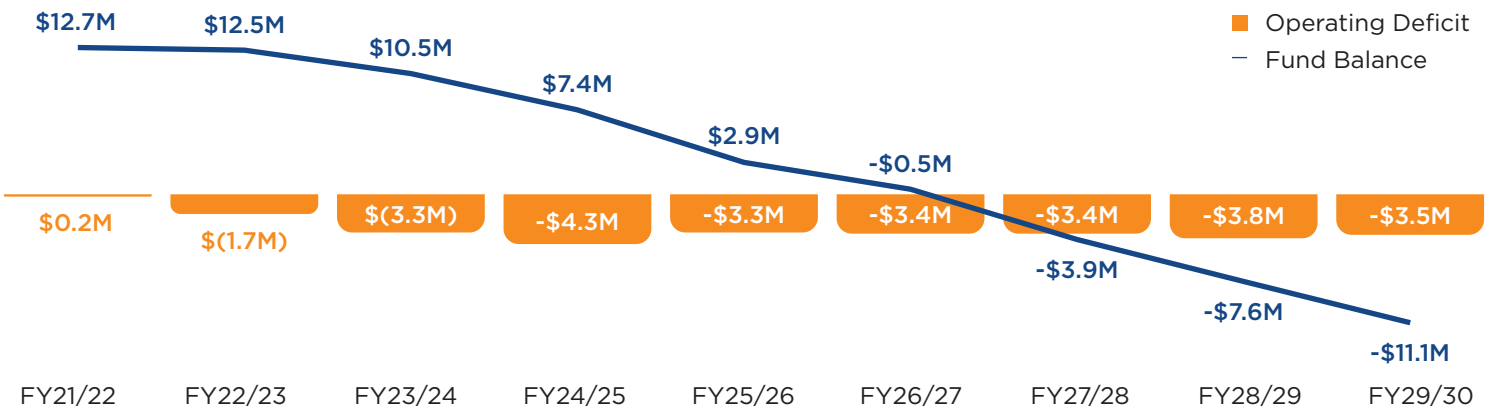 $12.7M
$12.5M
$10.5M
$7.4M
$2.9M
-$0.5M
-$3.9M
-$7.6M
-$11.1M
Operating Deficit
Fund Balance
$0.2M
$(1.7M)
$(3.3M)
-$4.3M
-$3.3M
-$3.4M
-$3.4M
-$3.8M
-$3.5M
FY21/22 FY22/23 FY23/24 FY24/25 FY25/26 FY26/27 FY27/28 FY28/29 FY29/30